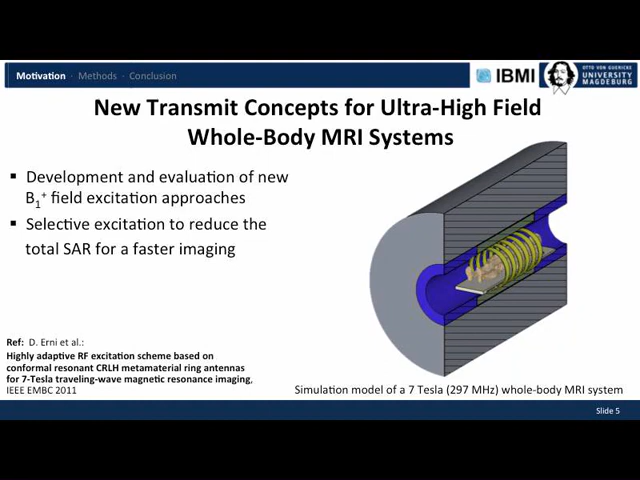 Motivation · Methods · Conclusion
IBMI
OTTO VON GUERICKE
UNIVERSITY
MAGDEBURG
New Transmit Concepts for Ultra-High Field
Whole-Body MRI Systems
▪ Development and evaluation of new
B₁⁺ field excitation approaches
▪ Selective excitation to reduce the
total SAR for a faster imaging
Ref: D. Erni et al.:
Highly adaptive RF excitation scheme based on
conformal resonant CRLH metamaterial ring antennas
for 7-Tesla traveling-wave magnetic resonance imaging,
IEEE EMBC 2011
Simulation model of a 7 Tesla (297 MHz) whole-body MRI system
Slide 5